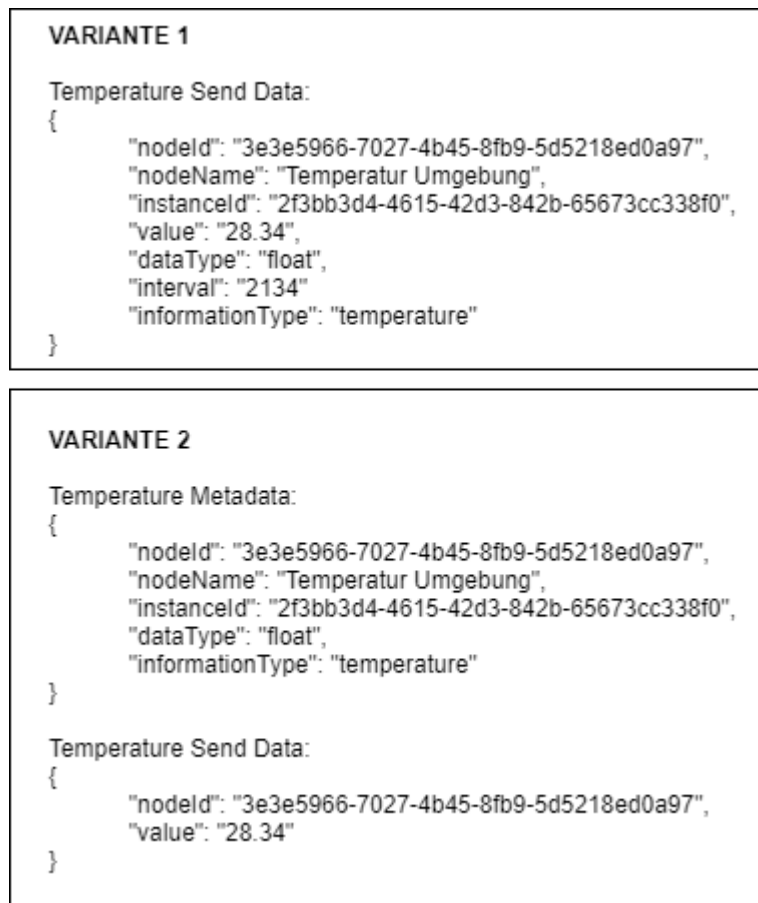 VARIANTE 1
Temperature Send Data:
{
"nodeId": "3e3e5966-7027-4b45-8fb9-5d5218ed0a97",
"nodeName": "Temperatur Umgebung",
"instanceId": "2f3bb3d4-4615-42d3-842b-65673cc338f0",
"value": "28.34",
"dataType": "float",
"interval": "2134"
"informationType": "temperature"
}
VARIANTE 2
Temperature Metadata:
{
"nodeId": "3e3e5966-7027-4b45-8fb9-5d5218ed0a97",
"nodeName": "Temperatur Umgebung",
"instanceId": "2f3bb3d4-4615-42d3-842b-65673cc338f0",
"dataType": "float",
"informationType": "temperature"
}
Temperature Send Data:
{
"nodeId": "3e3e5966-7027-4b45-8fb9-5d5218ed0a97",
"value": "28.34"
}